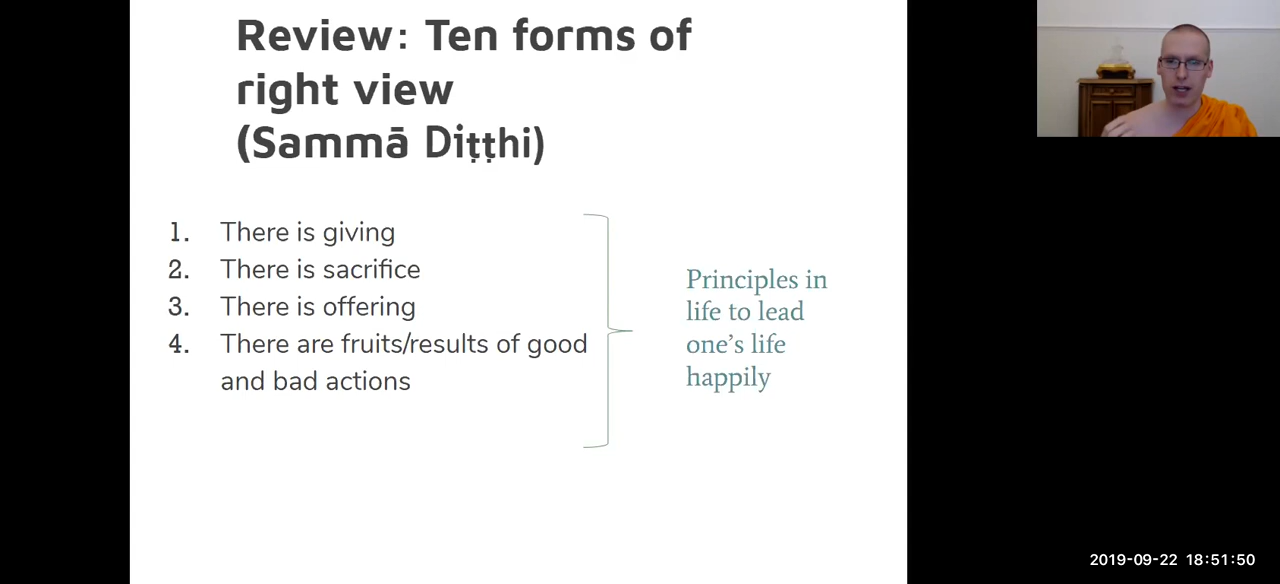 Review: Ten forms of
right view
(Sammā Diṭṭhi)
1. There is giving
2. There is sacrifice
3. There is offering
4. There are fruits/results of good
and bad actions
Principles in
life to lead
one's life
happily
2019-09-22 18:51:50